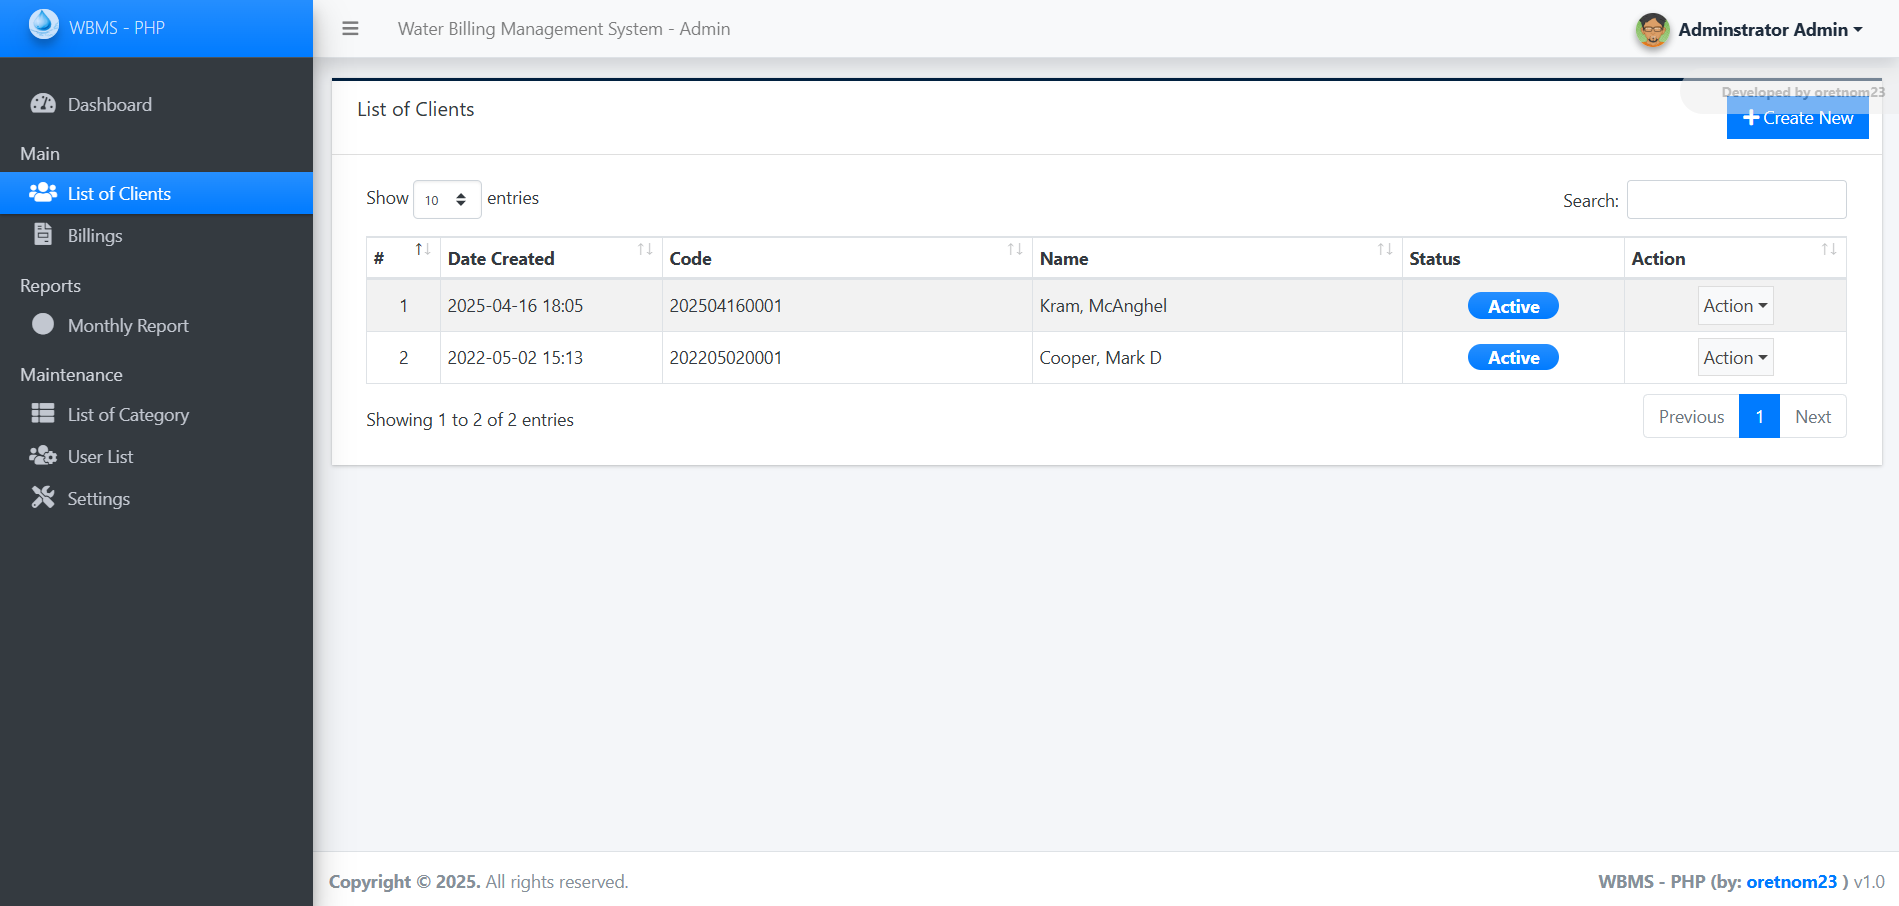 WBMS - PHP
Water Billing Management System - Admin
Adminstrator Admin
Dashboard
Main
List of Clients
Billings
Reports
Monthly Report
Maintenance
List of Category
User List
Settings
List of Clients
Developed by oretnom23
Create New
Show 10 entries
Search:
# Date Created Code Name Status Action
1 2025-04-16 18:05 202504160001 Kram, McAnghel Active Action
2 2022-05-02 15:13 202205020001 Cooper, Mark D Active Action
Showing 1 to 2 of 2 entries
Previous 1 Next
Copyright © 2025. All rights reserved.
WBMS - PHP (by: oretnom23 ) v1.0